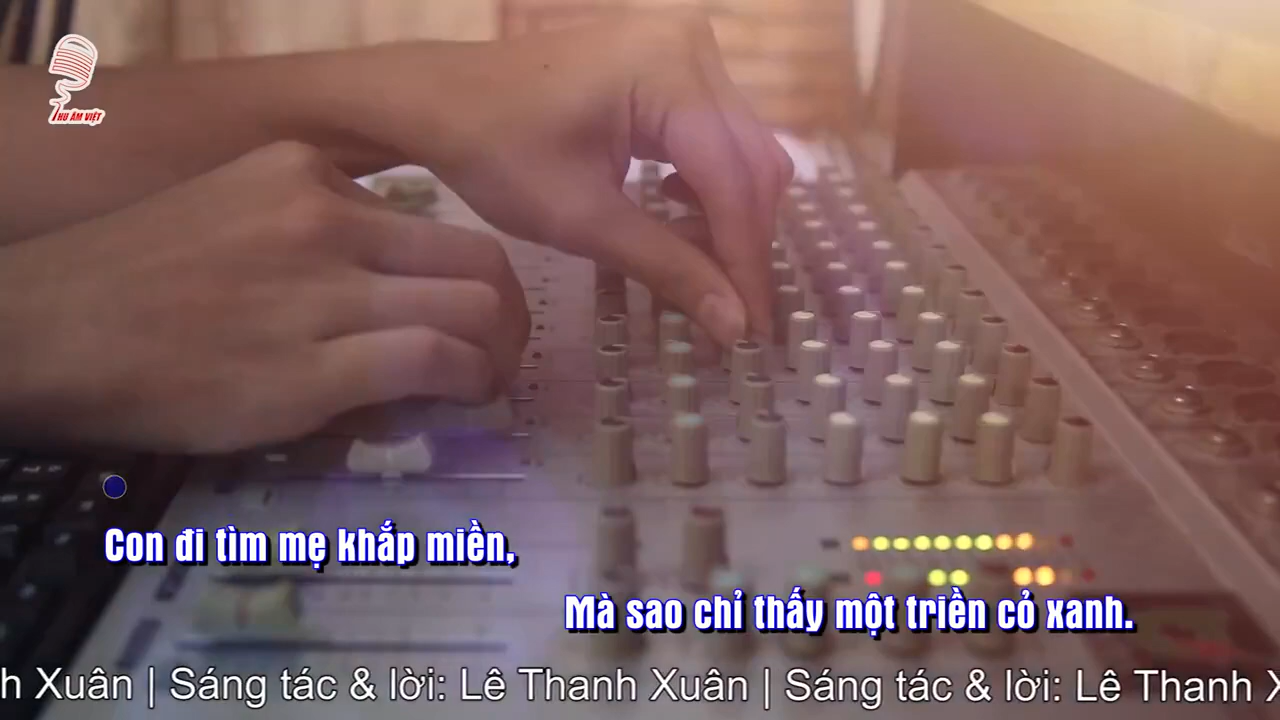 THU ÂM VIỆT
Con đi tìm mẹ khắp miền,
Mà sao chỉ thấy một triền cỏ xanh.
h Xuân | Sáng tác & lời: Lê Thanh Xuân | Sáng tác & lời: Lê Thanh X